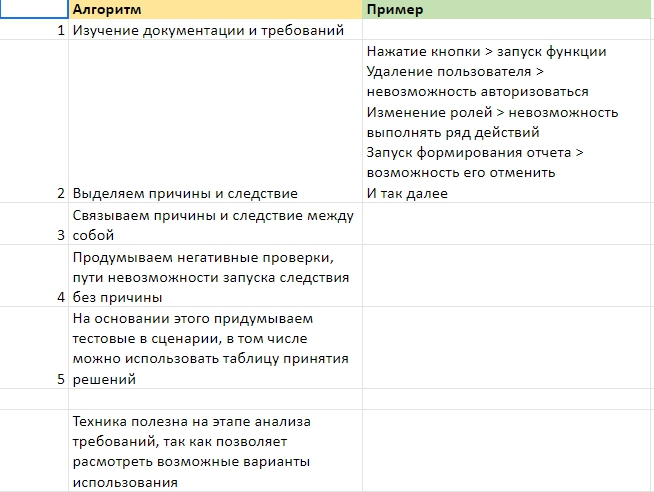 Алгоритм
Пример
1 Изучение документации и требований
Нажатие кнопки > запуск функции
Удаление пользователя >
невозможность авторизоваться
Изменение ролей > невозможность
выполнять ряд действий
Запуск формирования отчета >
возможность его отменить
2 Выделяем причины и следствие
И так далее
Связываем причины и следствие между
3 собой
Продумываем негативные проверки,
пути невозможности запуска следствия
4 без причины
На основании этого придумываем
тестовые в сценарии, в том числе
можно использовать таблицу принятия
5 решений
Техника полезна на этапе анализа
требований, так как позволяет
расмотреть возможные варианты
использования